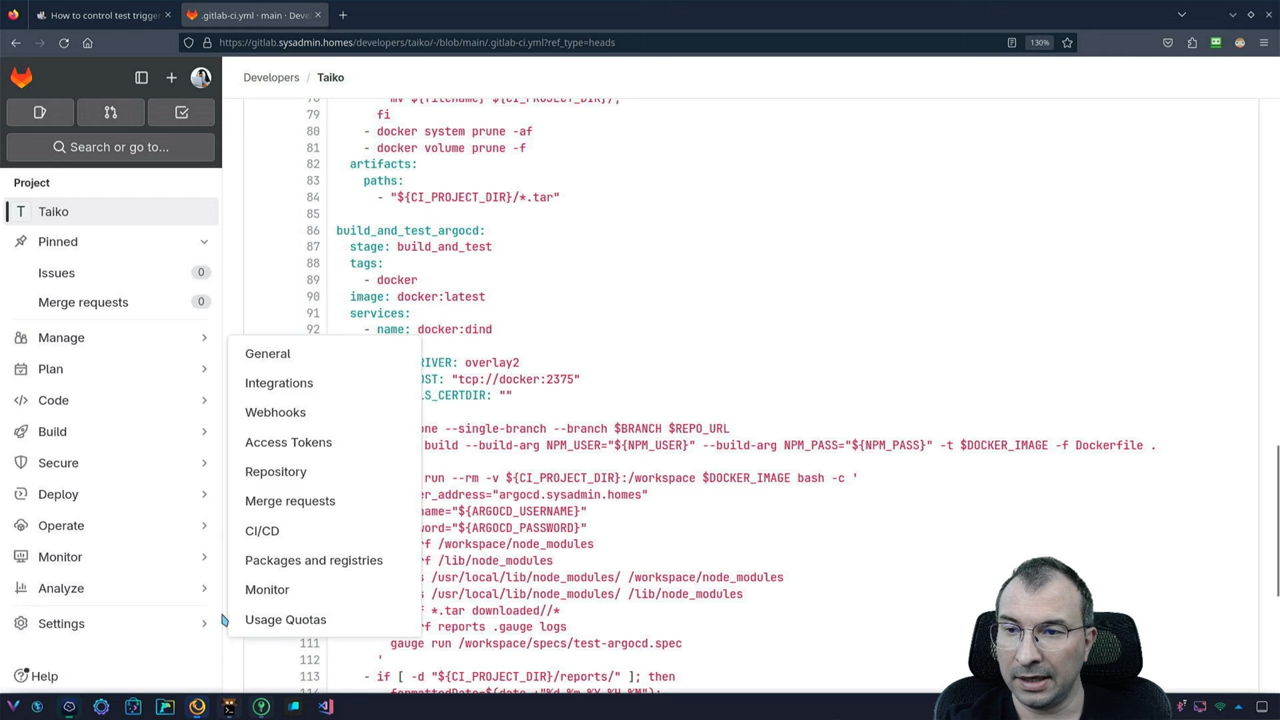 How to control test trigge
.gitlab-ci.yml · main · Deve
https://gitlab.sysadmin.homes/developers/taiko/-/blob/main/.gitlab-ci.yml?ref_type=heads
130%
Developers / Taiko
Search or go to...
Project
T Taiko
Pinned
Issues 0
Merge requests 0
Manage
Plan
Code
Build
Secure
Deploy
Operate
Monitor
Analyze
Settings
Help
General
Integrations
Webhooks
Access Tokens
Repository
Merge requests
CI/CD
Packages and registries
Monitor
Usage Quotas
78 mv ${filename} ${CI_PROJECT_DIR}/;
79 fi
80 - docker system prune -af
81 - docker volume prune -f
82 artifacts:
83 paths:
84 - "${CI_PROJECT_DIR}/*.tar"
85
86 build_and_test_argocd:
87 stage: build_and_test
88 tags:
89 - docker
90 image: docker:latest
91 services:
92 - name: docker:dind
RIVER: overlay2
OST: "tcp://docker:2375"
LS_CERTDIR: ""
one --single-branch --branch $BRANCH $REPO_URL
build --build-arg NPM_USER="${NPM_USER}" --build-arg NPM_PASS="${NPM_PASS}" -t $DOCKER_IMAGE -f Dockerfile .
run --rm -v ${CI_PROJECT_DIR}:/workspace $DOCKER_IMAGE bash -c '
er_address="argocd.sysadmin.homes"
name="${ARGOCD_USERNAME}"
word="${ARGOCD_PASSWORD}"
rf /workspace/node_modules
rf /lib/node_modules
s /usr/local/lib/node_modules/ /workspace/node_modules
s /usr/local/lib/node_modules/ /lib/node_modules
f *.tar downloaded//*
rf reports .gauge logs
111 gauge run /workspace/specs/test-argocd.spec
112 '
113 - if [ -d "${CI_PROJECT_DIR}/reports/" ]; then
114